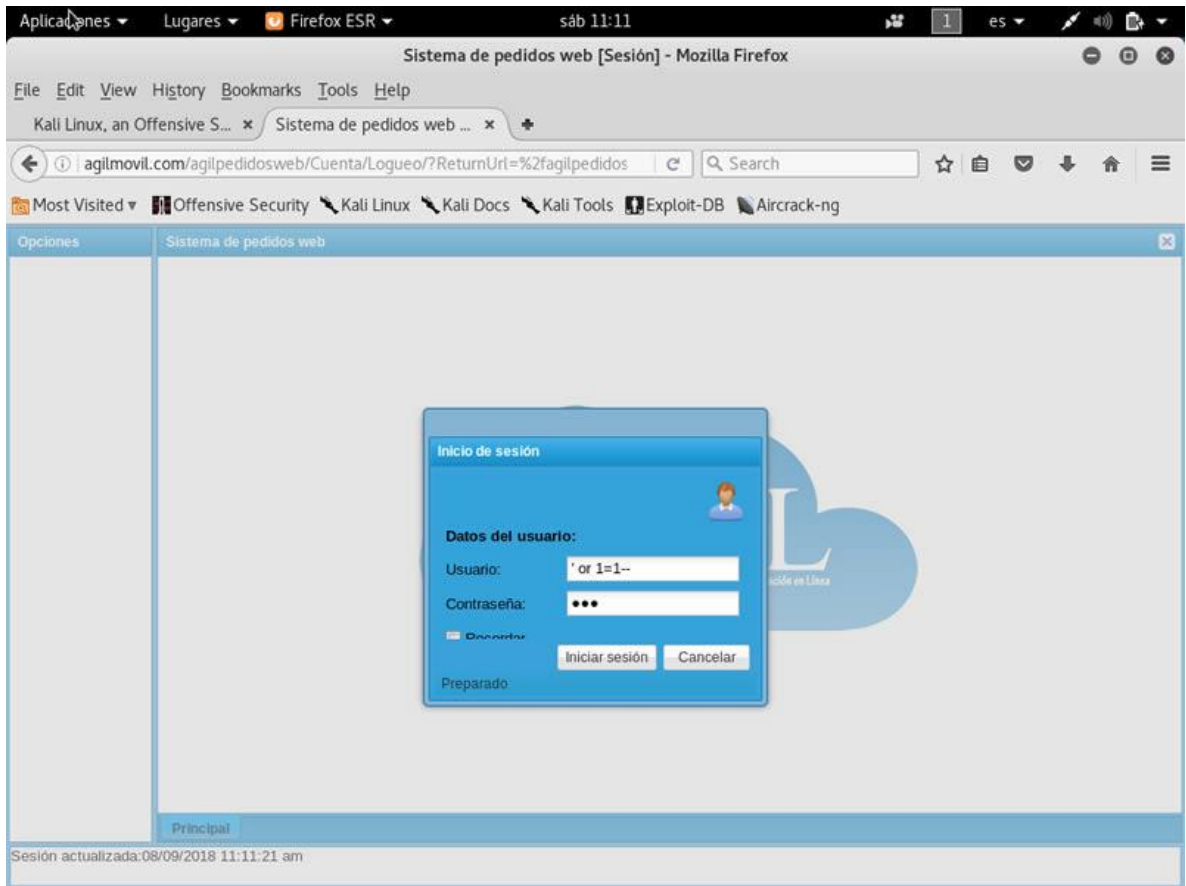 Aplicaciones Lugares Firefox ESR sáb 11:11 1 es
Sistema de pedidos web [Sesión] - Mozilla Firefox
File Edit View History Bookmarks Tools Help
Kali Linux, an Offensive S... Sistema de pedidos web ...
agilmovil.com/agilpedidosweb/Cuenta/Logueo/?ReturnUrl=%2fagilpedidos Search
Most Visited Offensive Security Kali Linux Kali Docs Kali Tools Exploit-DB Aircrack-ng
Opciones Sistema de pedidos web
Inicio de sesión
Datos del usuario:
Usuario: ' or 1=1--
L
en Línea
Contraseña: •••
Recordar
Iniciar sesión Cancelar
Preparado
Principal
Sesión actualizada:08/09/2018 11:11:21 am